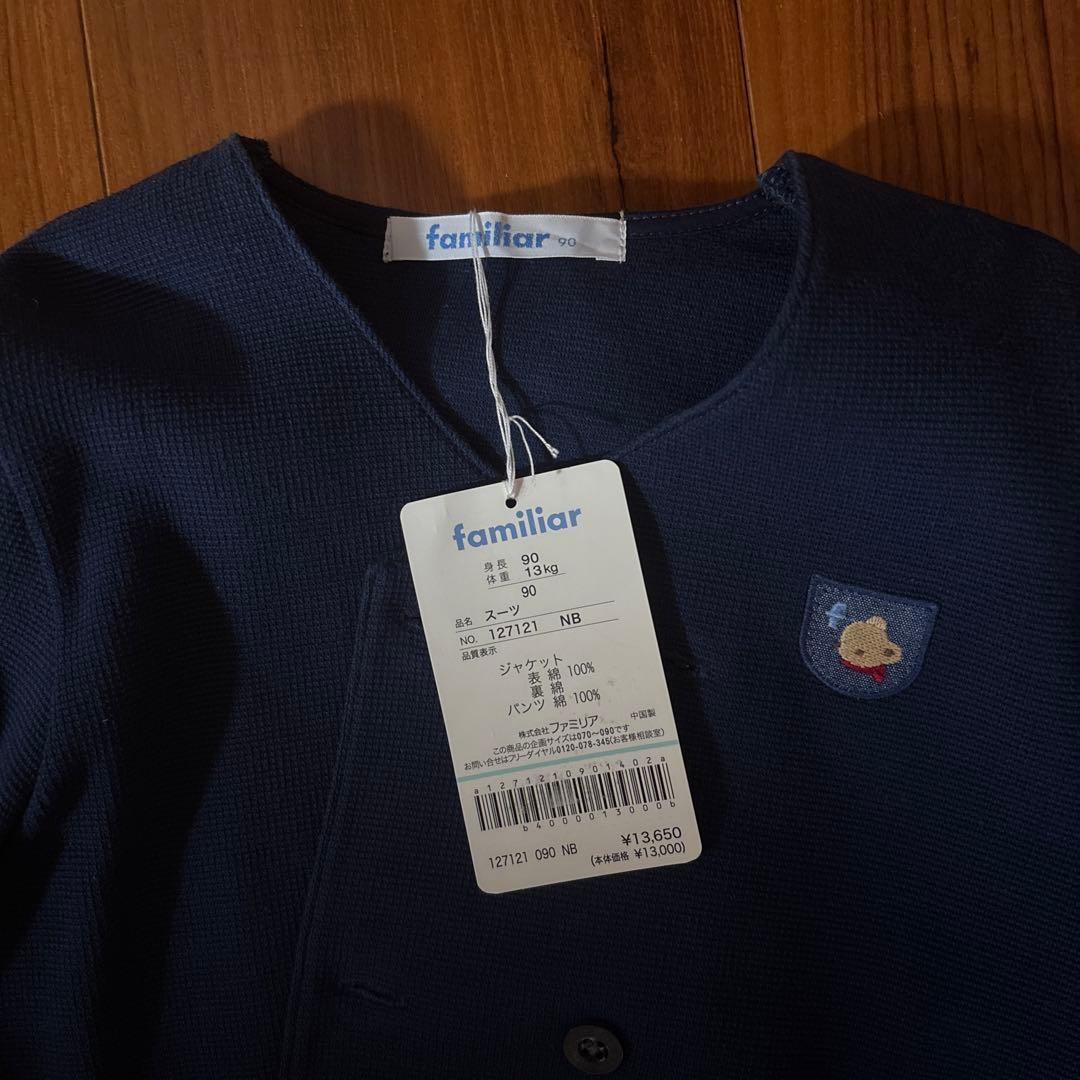 familiar 90
familiar
身長 90
体重 13kg
90
品名 スーツ
NO. 127121 NB
品質表示
ジャケット
表 綿 100%
裏 綿
パンツ 綿 100%
株式会社ファミリア 中国製
この商品の企画サイズは070〜090です
お問い合せはフリーダイヤル0120-078-345(お客様相談室)
a1271210901402a
b400001300 0b
¥13,650
127121 090 NB (本体価格 ¥13,000)